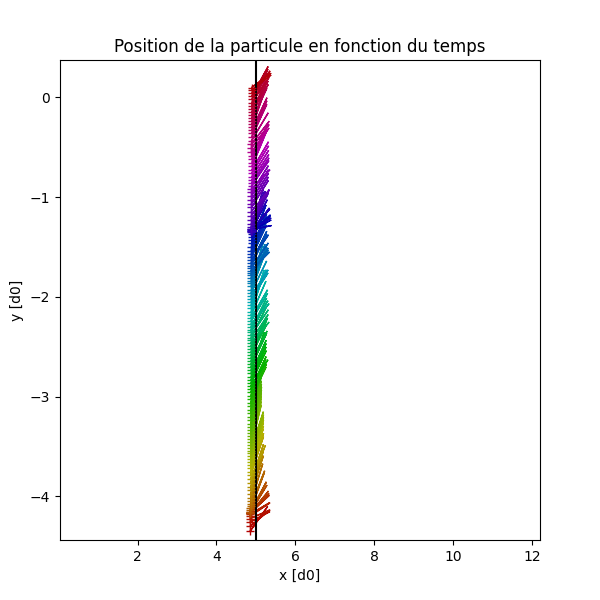 Position de la particule en fonction du temps
0
−1
−2
−3
−4
y [d0]
2 4 6 8 10 12
x [d0]